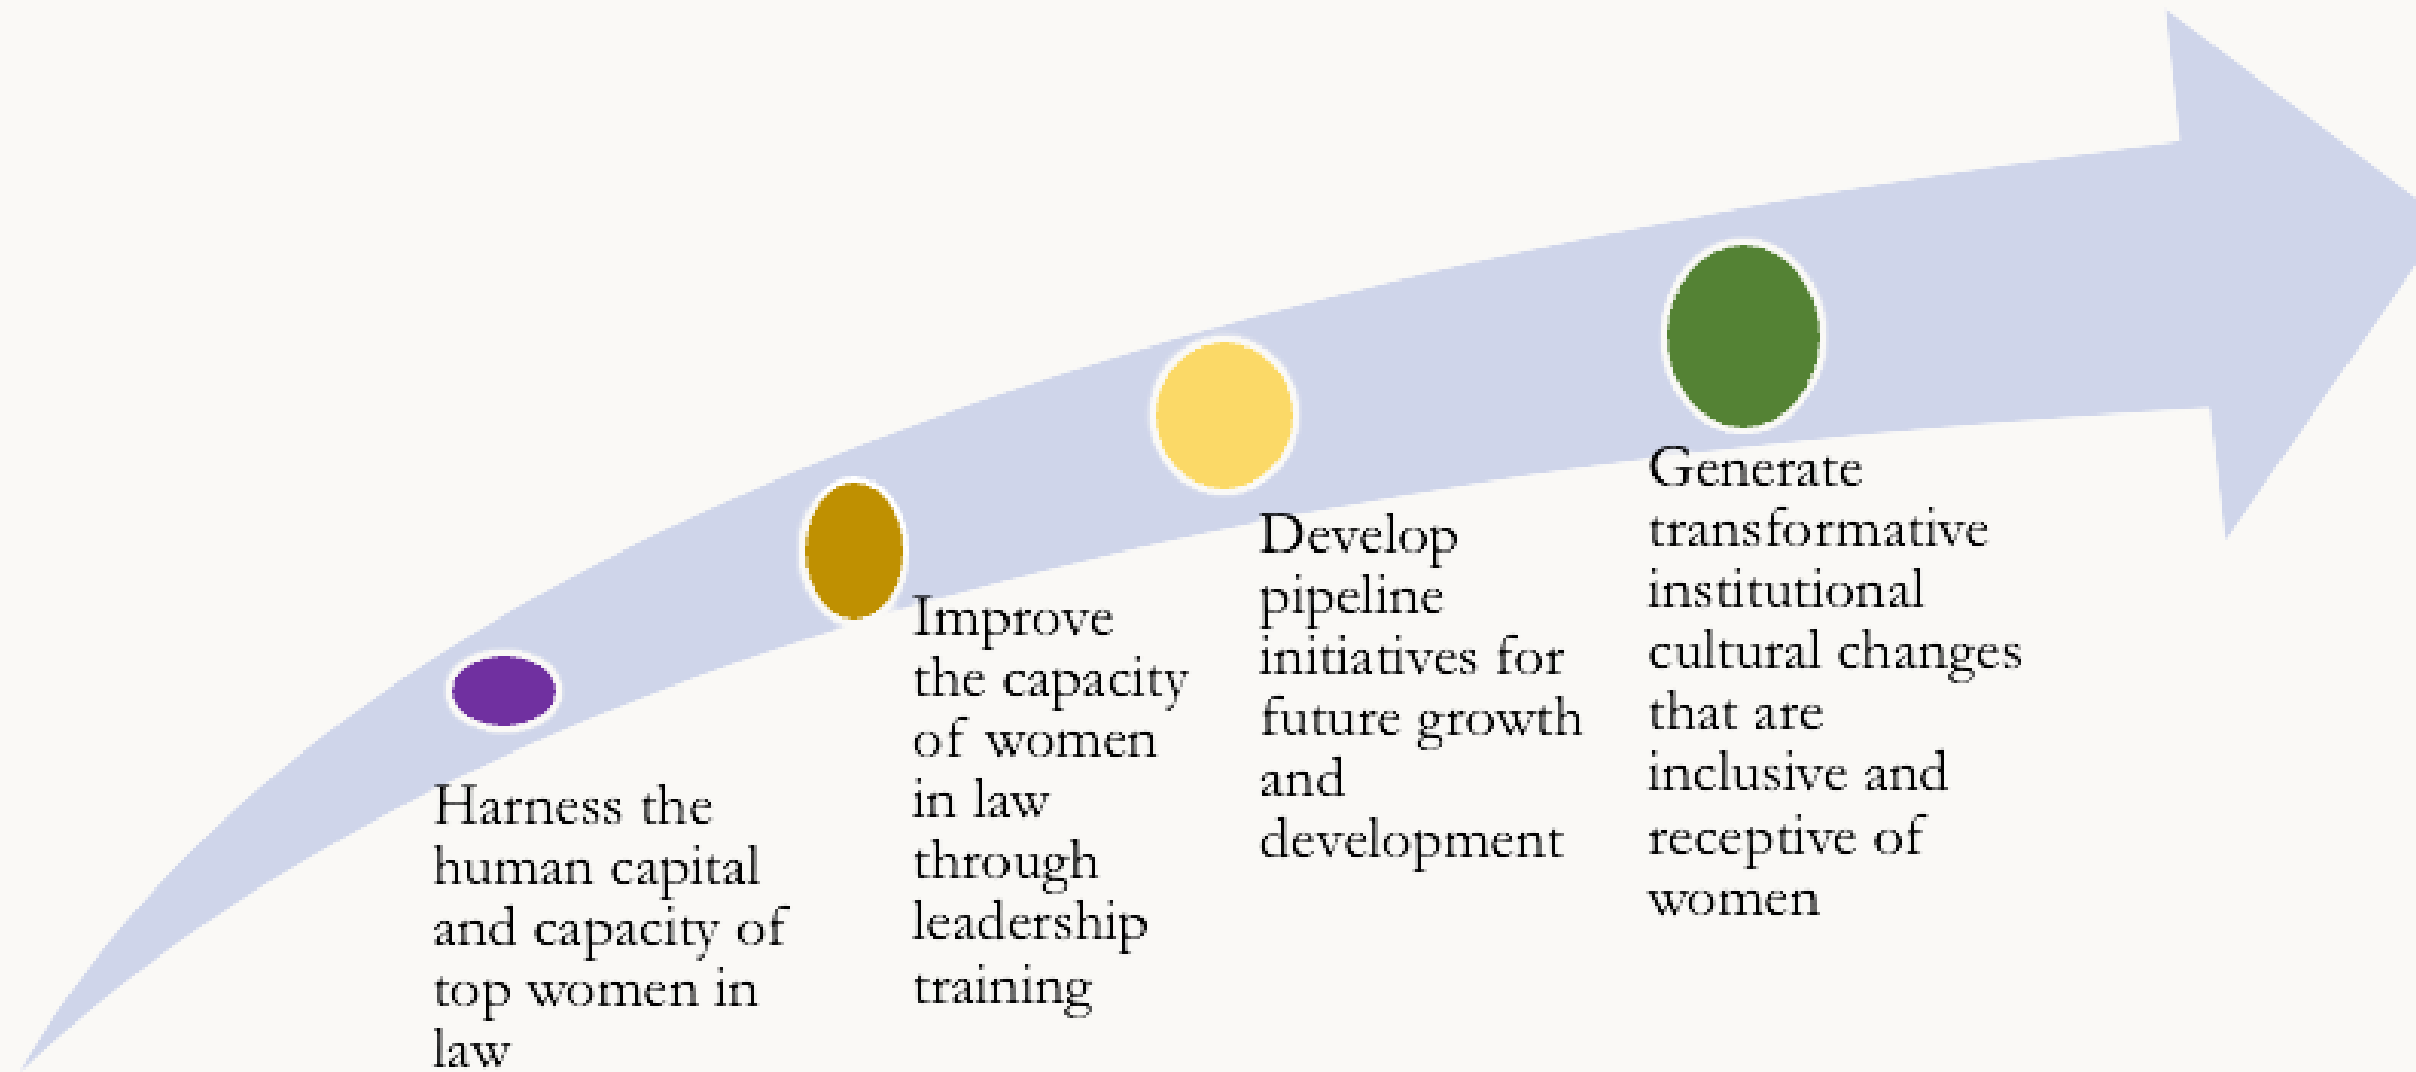 Harness the
human capital
and capacity of
top women in
law
Improve
the capacity
of women
in law
through
leadership
training
Develop
pipeline
initiatives for
future growth
and
development
Generate
transformative
institutional
cultural changes
that are
inclusive and
receptive of
women